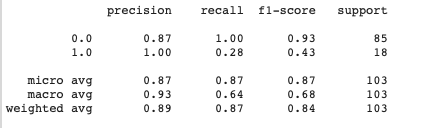 precision recall f1-score support
0.0 0.87 1.00 0.93 85
1.0 1.00 0.28 0.43 18
micro avg 0.87 0.87 0.87 103
macro avg 0.93 0.64 0.68 103
weighted avg 0.89 0.87 0.84 103